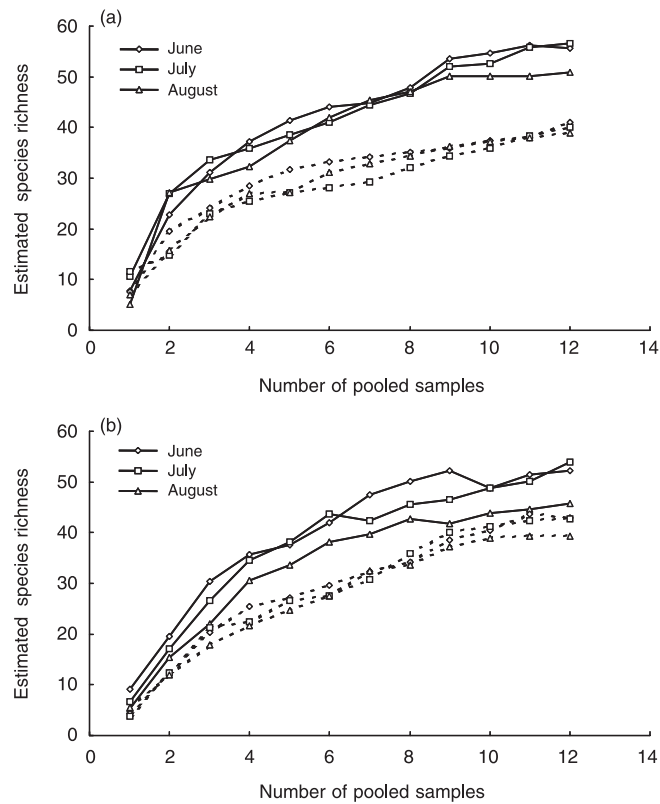 (a)
60
50
40
30
20
10
0
June
July
August
Estimated species richness
0 2 4 6 8 10 12 14
Number of pooled samples
(b)
60
50
40
30
20
10
0
June
July
August
Estimated species richness
0 2 4 6 8 10 12 14
Number of pooled samples